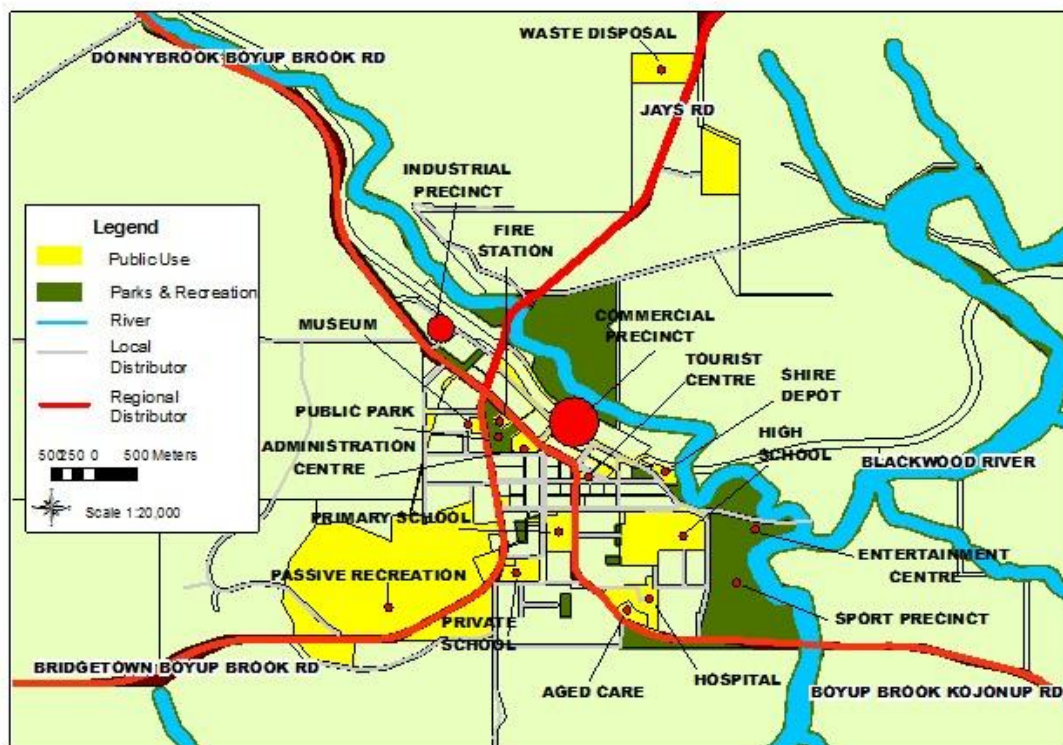 WASTE DISPOSAL
DONNYBROOK BOYUP BROOK RD
JAYS RD
INDUSTRIAL
PRECINCT
FIRE
STATION
Legend
Public Use
Parks & Recreation
River
Local
Distributor
Regional
Distributor
500 250 0 500 Meters
Scale 1:20,000
MUSEUM
COMMERCIAL
PRECINCT
TOURIST
CENTRE
SHIRE
DEPOT
PUBLIC PARK
ADMINISTRATION
CENTRE
HIGH
SCHOOL
BLACKWOOD RIVER
PRIMARY SCHOOL
ENTERTAINMENT
CENTRE
PASSIVE RECREATION
SPORT PRECINCT
PRIVATE
SCHOOL
BRIDGETOWN BOYUP BROOK RD
AGED CARE
HOSPITAL
BOYUP BROOK KOJONUP RD